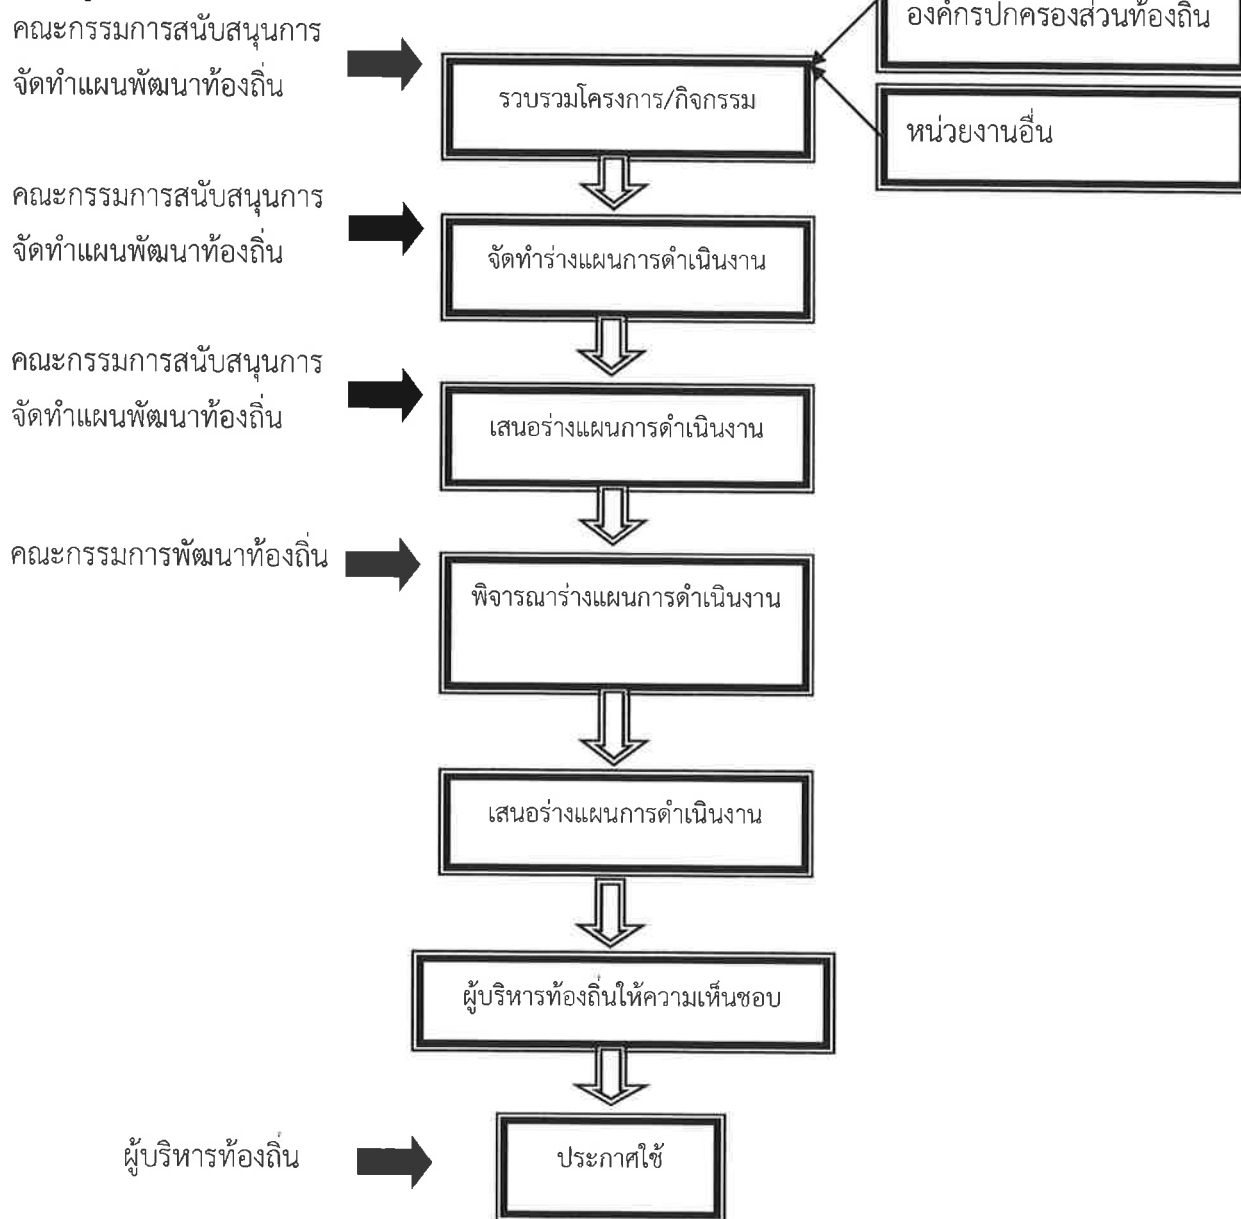 คณะกรรมการสนับสนุนการ
จัดทำแผนพัฒนาท้องถิ่น
รวบรวมโครงการ/กิจกรรม
องค์กรปกครองส่วนท้องถิ่น
หน่วยงานอื่น
คณะกรรมการสนับสนุนการ
จัดทำแผนพัฒนาท้องถิ่น
จัดทำร่างแผนการดำเนินงาน
คณะกรรมการสนับสนุนการ
จัดทำแผนพัฒนาท้องถิ่น
เสนอร่างแผนการดำเนินงาน
คณะกรรมการพัฒนาท้องถิ่น
พิจารณาร่างแผนการดำเนินงาน
เสนอร่างแผนการดำเนินงาน
ผู้บริหารท้องถิ่นให้ความเห็นชอบ
ผู้บริหารท้องถิ่น
ประกาศใช้